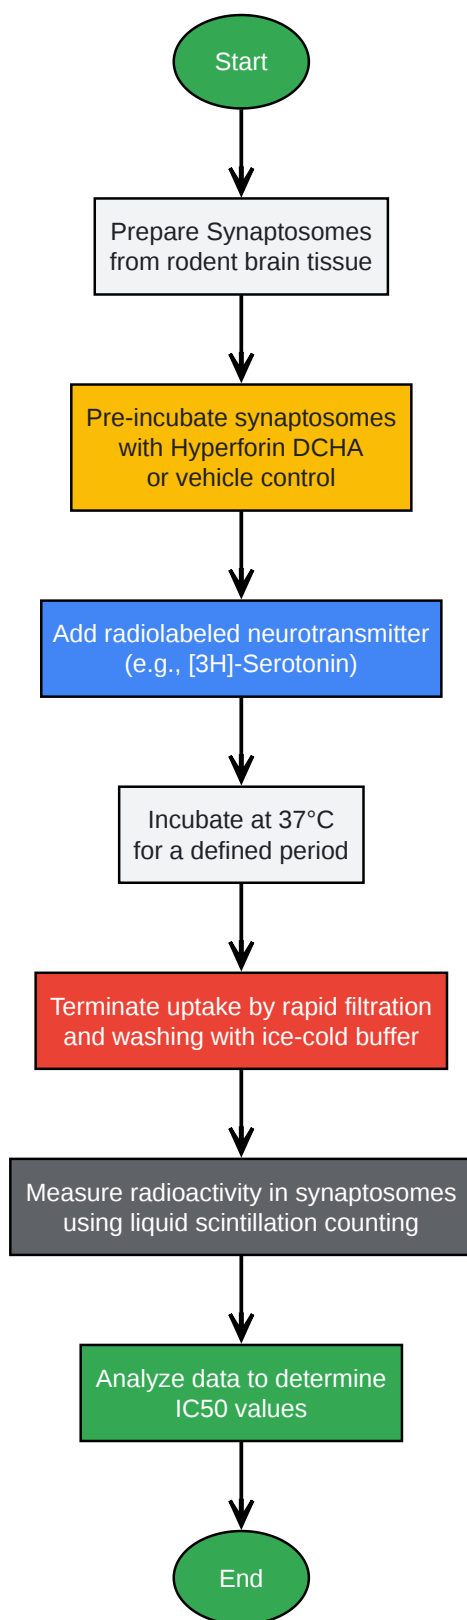 Start
Prepare Synaptosomes
from rodent brain tissue
Pre-incubate synaptosomes
with Hyperforin DCHA
or vehicle control
Add radiolabeled neurotransmitter
(e.g., [3H]-Serotonin)
Incubate at 37°C
for a defined period
Terminate uptake by rapid filtration
and washing with ice-cold buffer
Measure radioactivity in synaptosomes
using liquid scintillation counting
Analyze data to determine
IC50 values
End